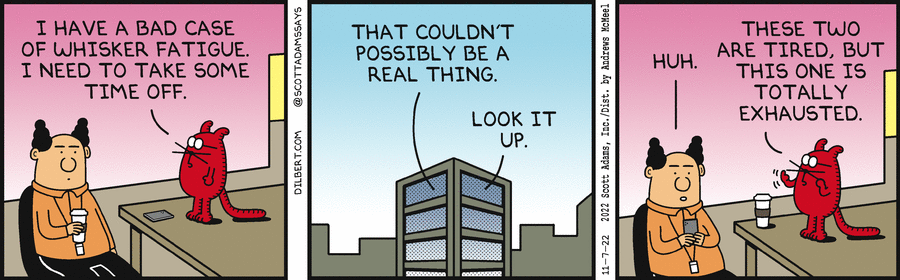 I HAVE A BAD CASE
OF WHISKER FATIGUE.
I NEED TO TAKE SOME
TIME OFF.
DILBERT.COM @SCOTTADAMSSAYS
THAT COULDN'T
POSSIBLY BE A
REAL THING.
LOOK IT
UP.
11-7-22 2022 Scott Adams, Inc./Dist. by Andrews McMeel
HUH.
THESE TWO
ARE TIRED, BUT
THIS ONE IS
TOTALLY
EXHAUSTED.